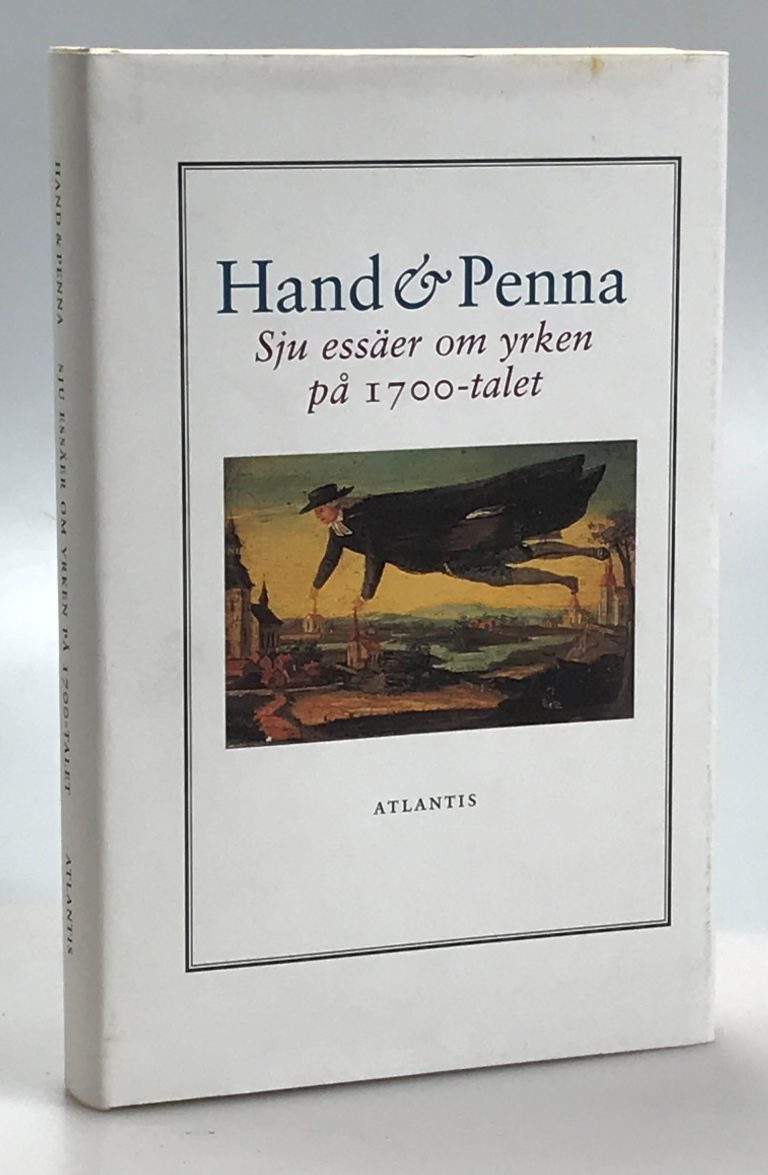 Hand & Penna
Sju essäer om yrken
på 1700-talet
ATLANTIS
HAND & PENNA SJU ESSÄER OM YRKEN PÅ 1700-TALET ATLANTIS